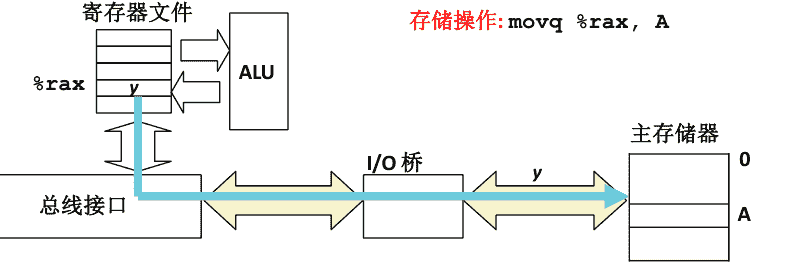 寄存器文件
存储操作: movq %rax, A
%rax
y
ALU
主存储器
I/O 桥
y
0
总线接口
A